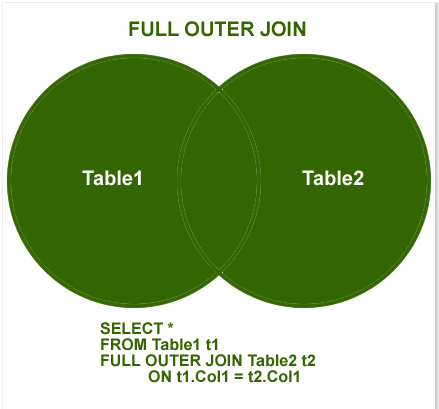 FULL OUTER JOIN
Table1
Table2
SELECT *
FROM Table1 t1
FULL OUTER JOIN Table2 t2
ON t1.Col1 = t2.Col1